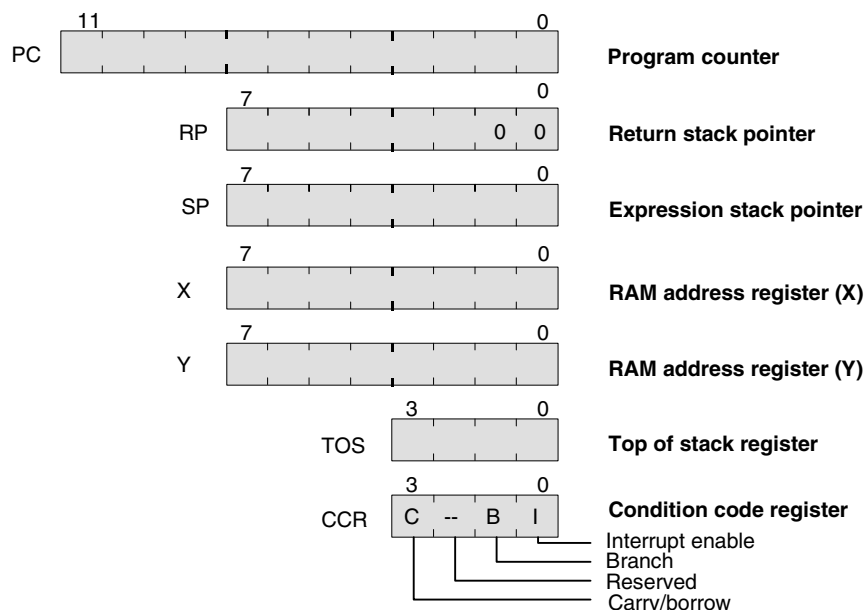 11 0
PC Program counter
7 0
RP 0 0 Return stack pointer
7 0
SP Expression stack pointer
7 0
X RAM address register (X)
7 0
Y RAM address register (Y)
3 0
TOS Top of stack register
3 0
CCR C -- B I Condition code register
Interrupt enable
Branch
Reserved
Carry/borrow